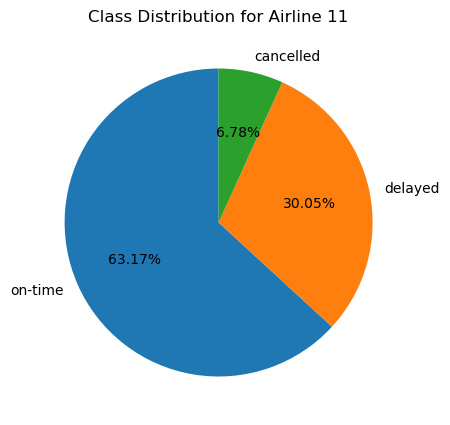 Class Distribution for Airline 11
cancelled
6.78%
delayed
30.05%
63.17%
on-time